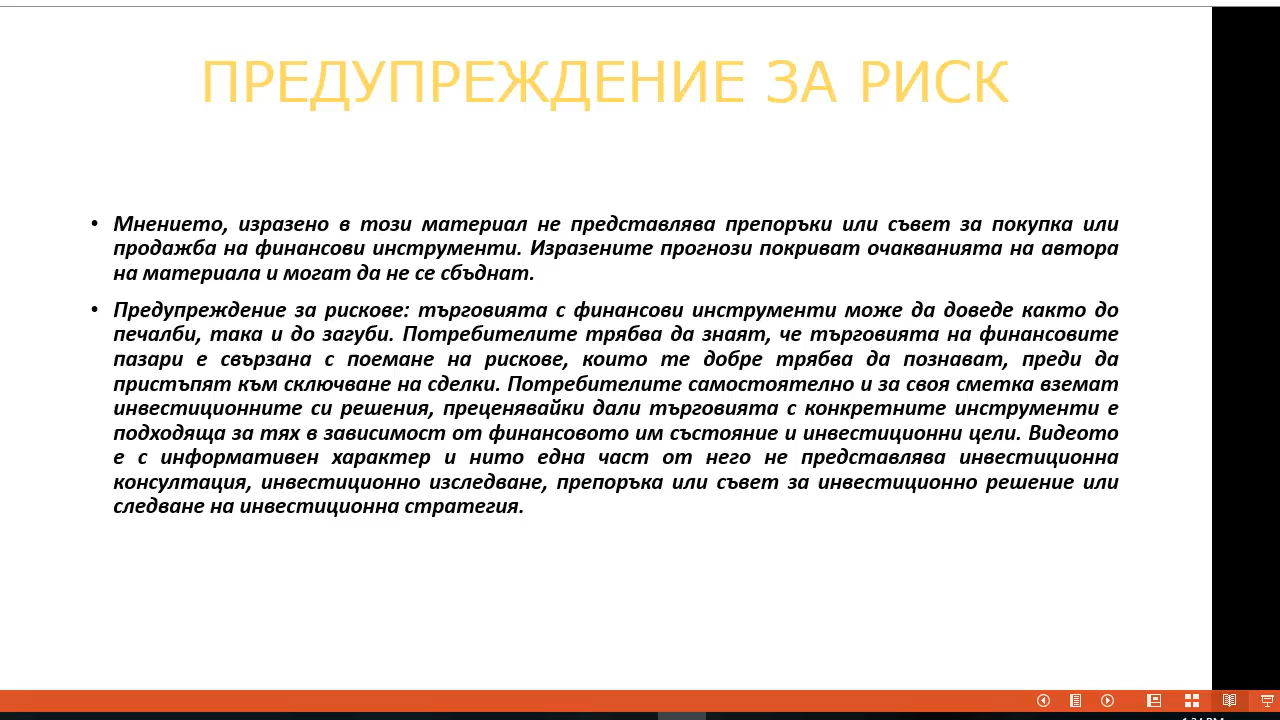 ПРЕДУПРЕЖДЕНИЕ ЗА РИСК
• Мнението, изразено в този материал не представлява препоръки или съвет за покупка или
продажба на финансови инструменти. Изразените прогнози покриват очакванията на автора
на материала и могат да не се сбъднат.
• Предупреждение за рискове: търговията с финансови инструменти може да доведе както до
печалби, така и до загуби. Потребителите трябва да знаят, че търговията на финансовите
пазари е свързана с поемане на рискове, които те добре трябва да познават, преди да
пристъпят към сключване на сделки. Потребителите самостоятелно и за своя сметка вземат
инвестиционните си решения, преценявайки дали търговията с конкретните инструменти е
подходяща за тях в зависимост от финансовото им състояние и инвестиционни цели. Видеото
е с информативен характер и нито една част от него не представлява инвестиционна
консултация, инвестиционно изследване, препоръка или съвет за инвестиционно решение или
следване на инвестиционна стратегия.